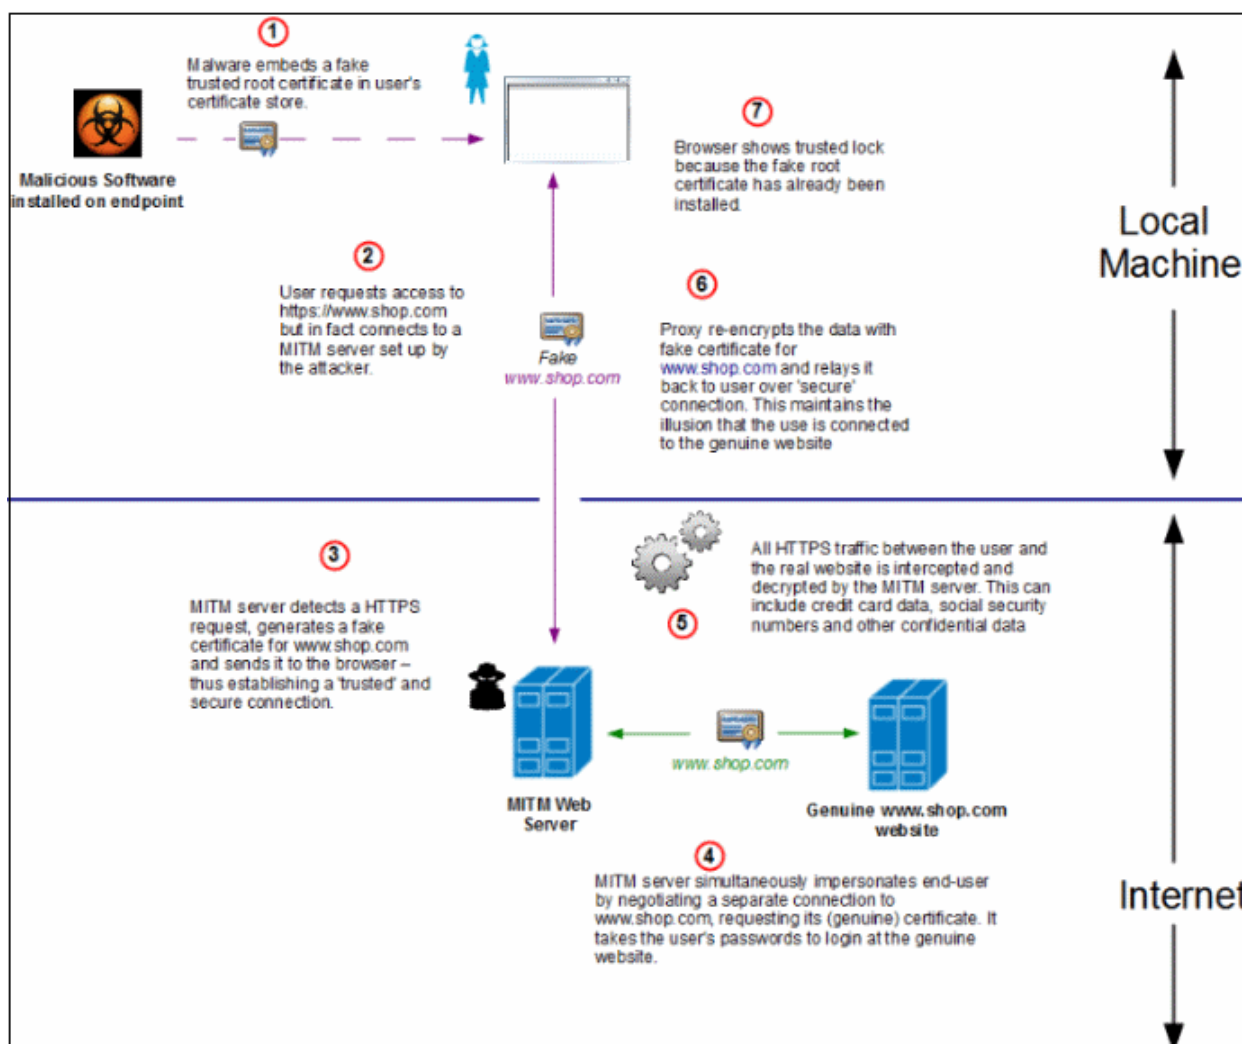 1
Malware embeds a fake
trusted root certificate in user's
certificate store.
Malicious Software
installed on endpoint
7
Browser shows trusted lock
because the fake root
certificate has already been
installed.
Local
Machine
2
User requests access to
https://www.shop.com
but in fact connects to a
MITM server set up by
the attacker.
Fake
www.shop.com
6
Proxy re-encrypts the data with
fake certificate for
www.shop.com and relays it
back to user over 'secure'
connection. This maintains the
illusion that the use is connected
to the genuine website
3
MITM server detects a HTTPS
request, generates a fake
certificate for www.shop.com
and sends it to the browser –
thus establishing a 'trusted' and
secure connection.
All HTTPS traffic between the user and
the real website is intercepted and
decrypted by the MITM server. This can
include credit card data, social security
numbers and other confidential data
5
MITM Web
Server
www.shop.com
Genuine www.shop.com
website
4
MITM server simultaneously impersonates end-user
by negotiating a separate connection to
www.shop.com, requesting its (genuine) certificate. It
takes the user's passwords to login at the genuine
website.
Internet